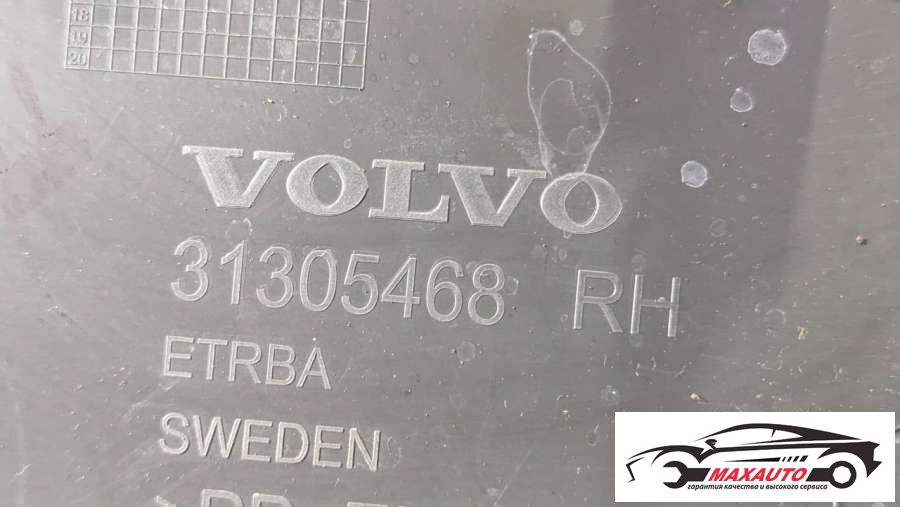 18
19
20
VOLVO
31305468 RH
ETRBA
SWEDEN
MAXAUTO
гарантия качества и высокого сервиса